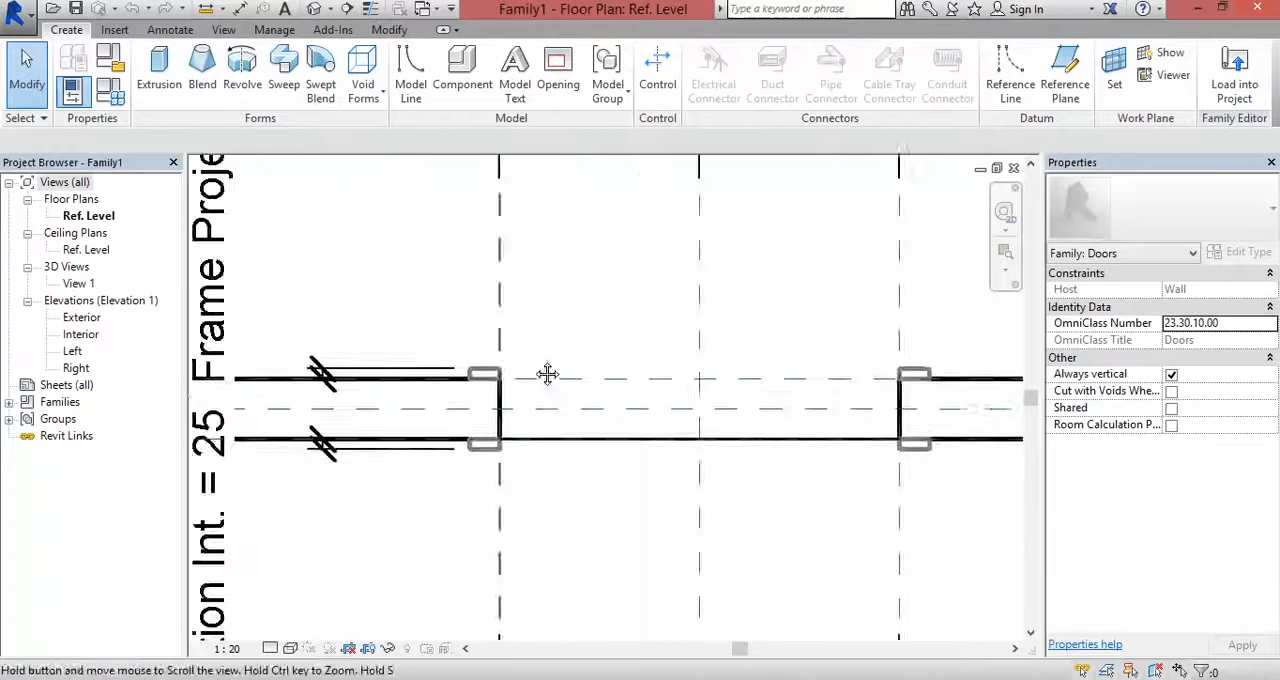 Family1 - Floor Plan: Ref. Level
Type a keyword or phrase
Sign In
Create Insert Annotate View Manage Add-Ins Modify
Modify
Extrusion Blend Revolve Sweep Swept Blend Void Forms
Model Line Component Model Text Opening Model Group
Control
Electrical Connector Duct Connector Pipe Connector Cable Tray Connector Conduit Connector
Reference Line Reference Plane
Set Show Viewer
Load into Project
Select Properties Forms Model Control Connectors Datum Work Plane Family Editor
Project Browser - Family1
Views (all)
Floor Plans
Ref. Level
Ceiling Plans
Ref. Level
3D Views
View 1
Elevations (Elevation 1)
Exterior
Interior
Left
Right
Sheets (all)
Families
Groups
Revit Links
ion Int. = 25 Frame Proje
2D
Properties
Family: Doors
Edit Type
Constraints
Host Wall
Identity Data
OmniClass Number 23.30.10.00
OmniClass Title Doors
Other
Always vertical
Cut with Voids Whe...
Shared
Room Calculation P...
Properties help
Apply
1 : 20
Hold button and move mouse to Scroll the view. Hold Ctrl key to Zoom. Hold S
:0